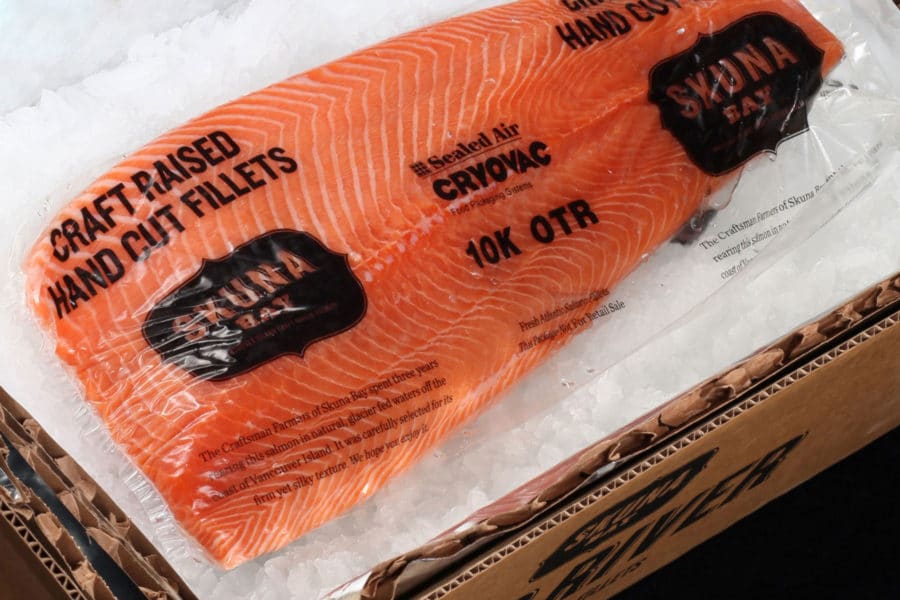 CRAFT RAISED
HAND CUT FILLETS
SKUNA
BAY
The Craftsman Farmers of Skuna Bay spent three years
rearing this salmon in natural, glacier fed waters off the
coast of Vancouver Island. It was carefully selected for its
firm yet silky texture. We hope you enjoy it.
Sealed Air
CRYOVAC
Food Packaging Systems
10K OTR
Fresh Atlantic Salmon Fillets
This Package Not For Retail Sale
HAND CUT
SKUNA
BAY
The Craftsman Farmers of Skuna
rearing this salmon in
coast of
SKUNA
FILLETS